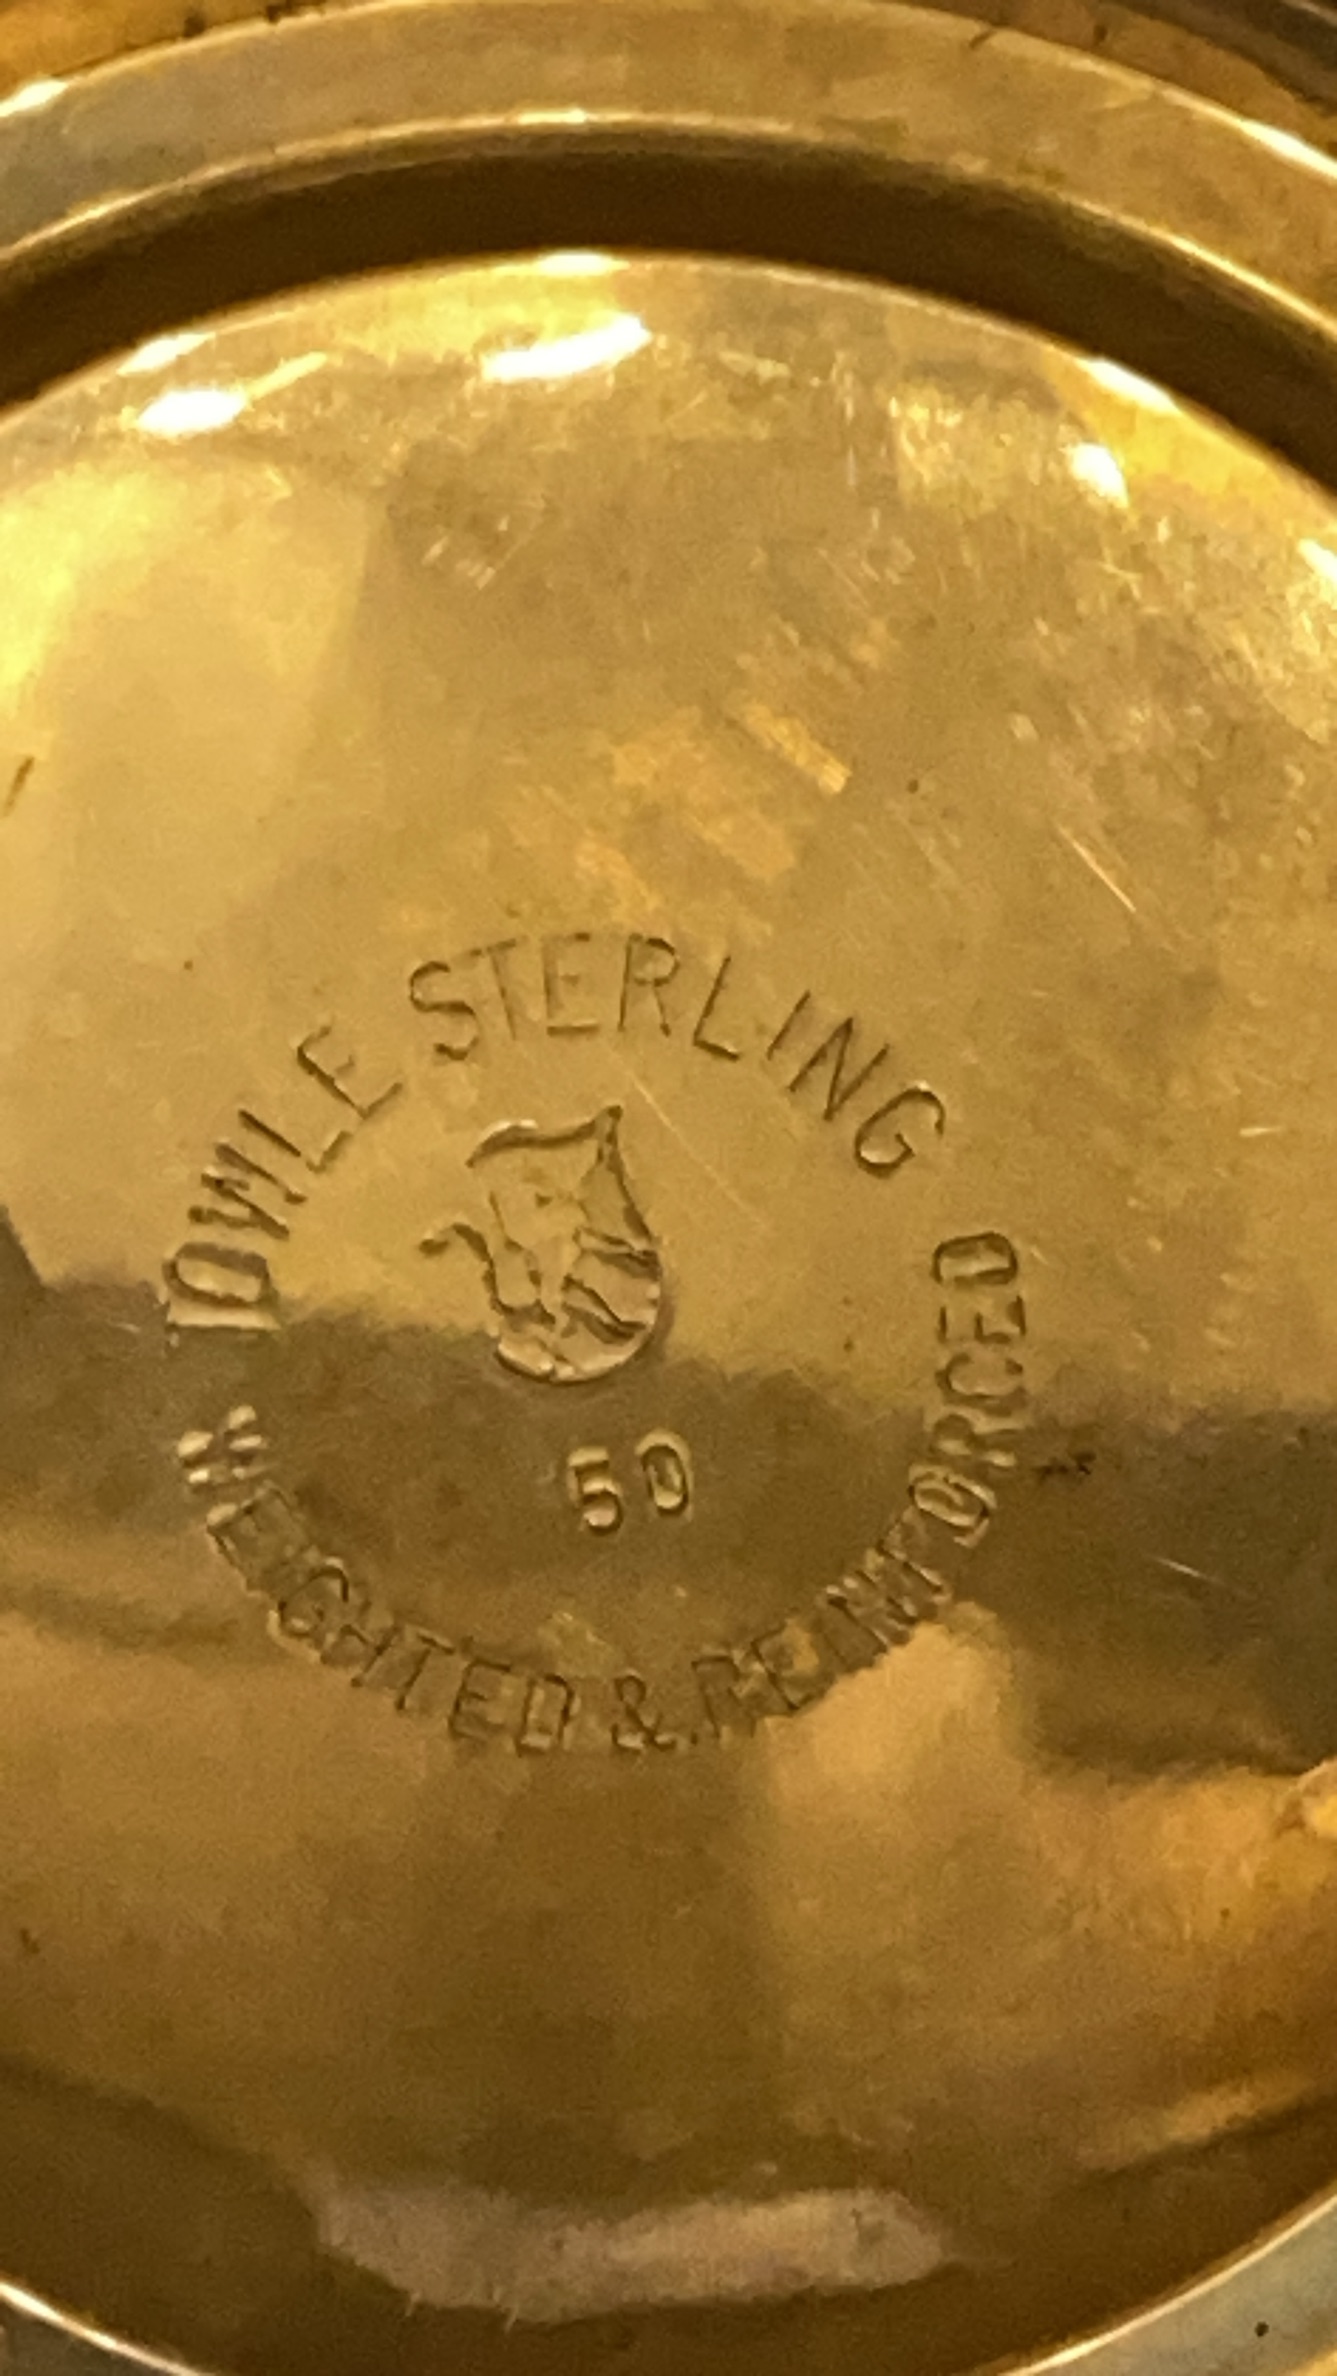 TOWLE STERLING
50
WEIGHTED & REINFORCED